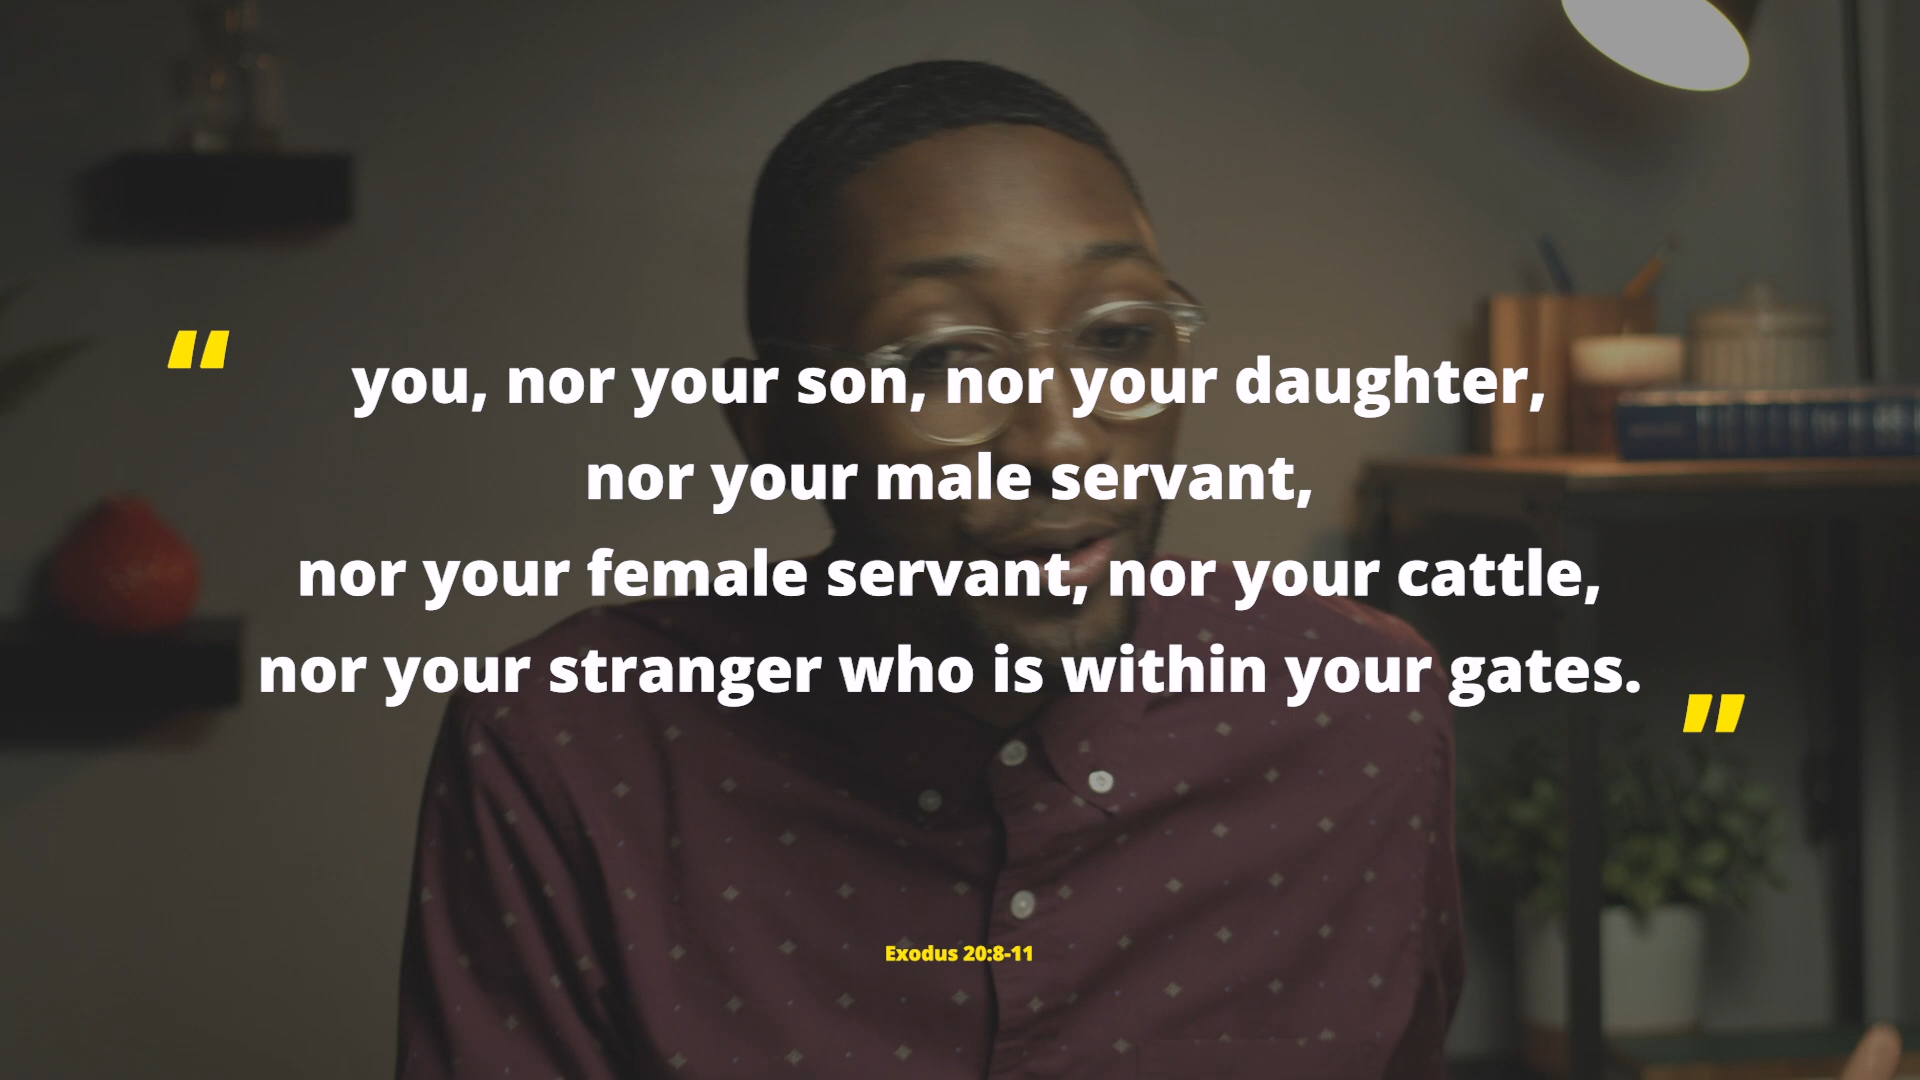 “
you, nor your son, nor your daughter,
nor your male servant,
nor your female servant, nor your cattle,
nor your stranger who is within your gates.
”
Exodus 20:8-11